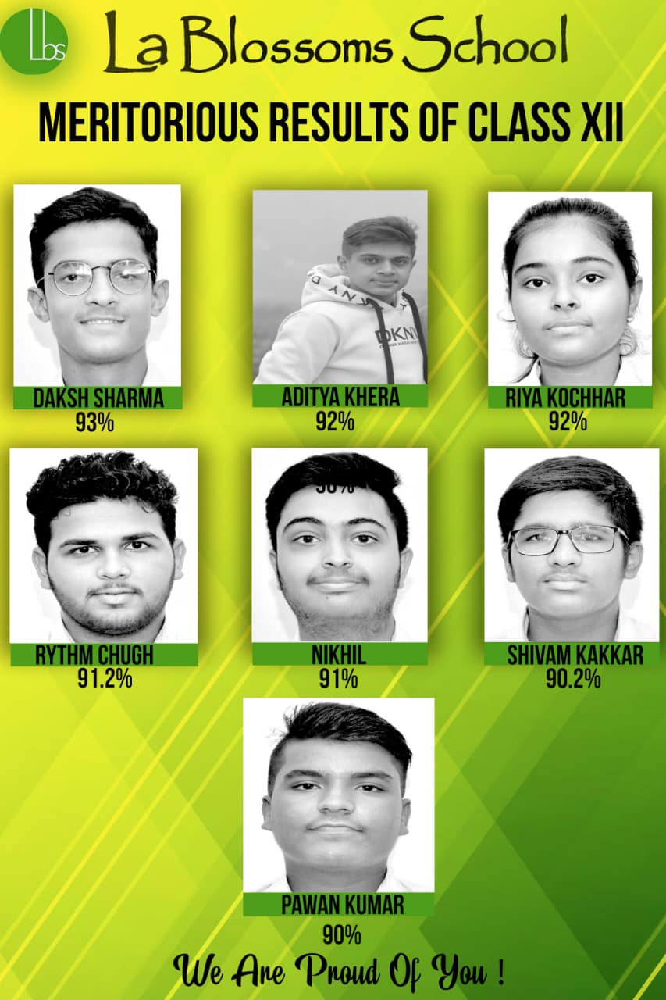 Lbs
La Blossoms School
MERITORIOUS RESULTS OF CLASS XII
DAKSH SHARMA
93%
ADITYA KHERA
92%
RIYA KOCHHAR
92%
DKNY
DKNY
RYTHM CHUGH
91.2%
NIKHIL
91%
SHIVAM KAKKAR
90.2%
PAWAN KUMAR
90%
We Are Proud Of You !